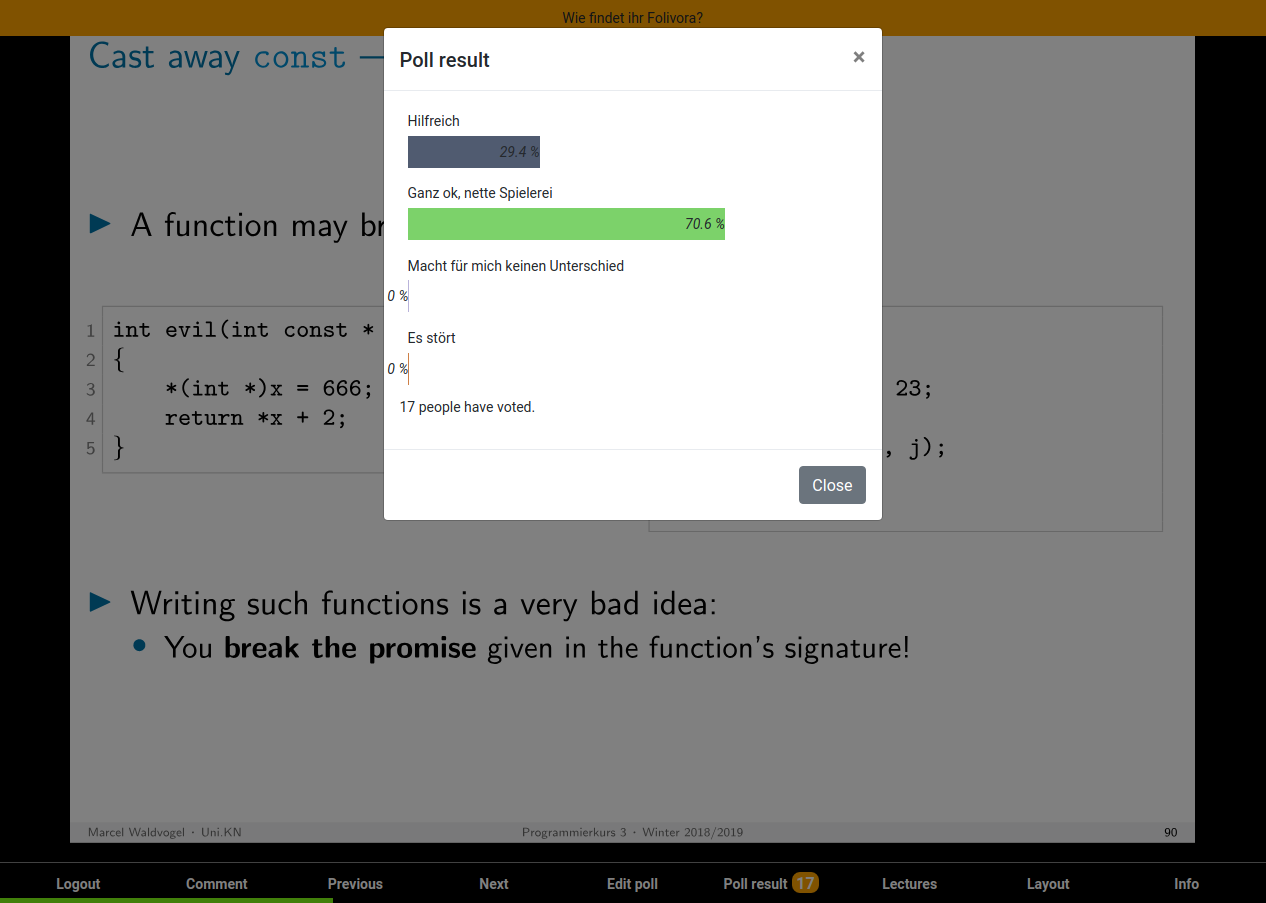 Wie findet ihr Folivora?
Cast away const —
Poll result
×
Hilfreich
29.4 %
Ganz ok, nette Spielerei
70.6 %
Macht für mich keinen Unterschied
0 %
Es stört
0 %
17 people have voted.
Close
A function may
1 int evil(int const *
2 {
3 *(int *)x = 666;
23;
4 return *x + 2;
5 }
, j);
Writing such functions is a very bad idea:
You break the promise given in the function's signature!
Marcel Waldvogel · Uni.KN
Programmierkurs 3 · Winter 2018/2019
90
Logout
Comment
Previous
Next
Edit poll
Poll result 17
Lectures
Layout
Info